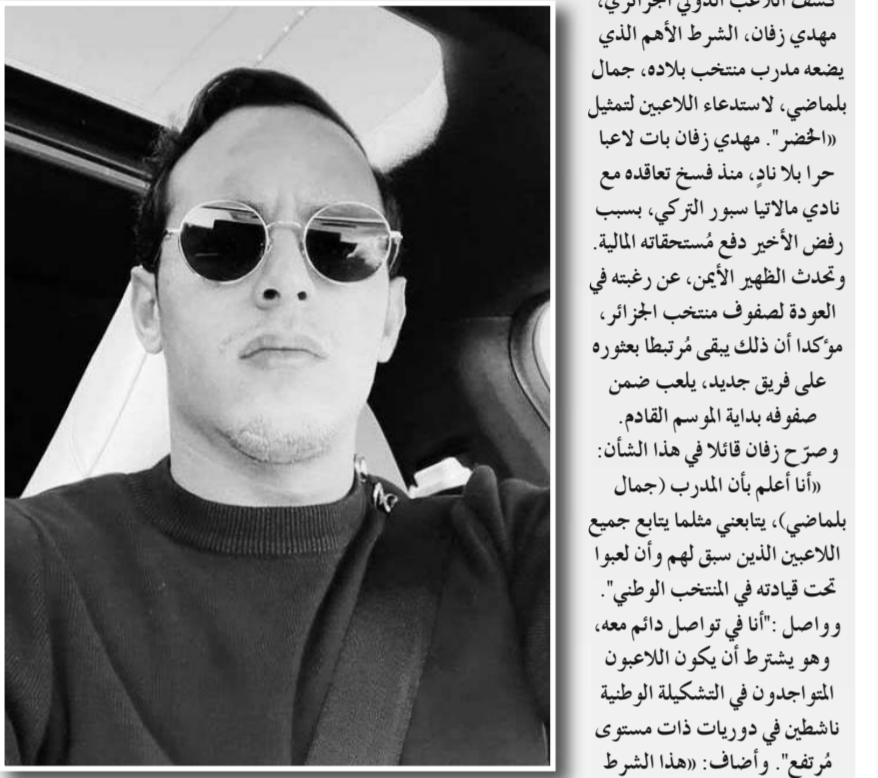 كشف اللاعب الدولي الجزائري،
مهدي زفان، الشرط الأهم الذي
يضعه مدرب منتخب بلاده، جمال
بلماضي، لاستدعاء اللاعبين لتمثيل
«الخضر". مهدي زفان بات لاعبا
حرا بلا نادٍ، منذ فسخ تعاقده مع
نادي مالاتيا سبور التركي، بسبب
رفض الأخير دفع مُستحقاته المالية.
وتحدث الظهير الأيمن، عن رغبته في
العودة لصفوف منتخب الجزائر،
مؤكدا أن ذلك يبقى مُرتبطا بعثوره
على فريق جديد، يلعب ضمن
صفوفه بداية الموسم القادم.
وصرّح زفان قائلا في هذا الشأن:
«أنا أعلم بأن المدرب (جمال
بلماضي)، يتابعني مثلما يتابع جميع
اللاعبين الذين سبق لهم وأن لعبوا
تحت قيادته في المنتخب الوطني".
وواصل :"أنا في تواصل دائم معه،
وهو يشترط أن يكون اللاعبون
المتواجدون في التشكيلة الوطنية
ناشطين في دوريات ذات مستوى
مُرتفع". وأضاف: «هذا الشرط